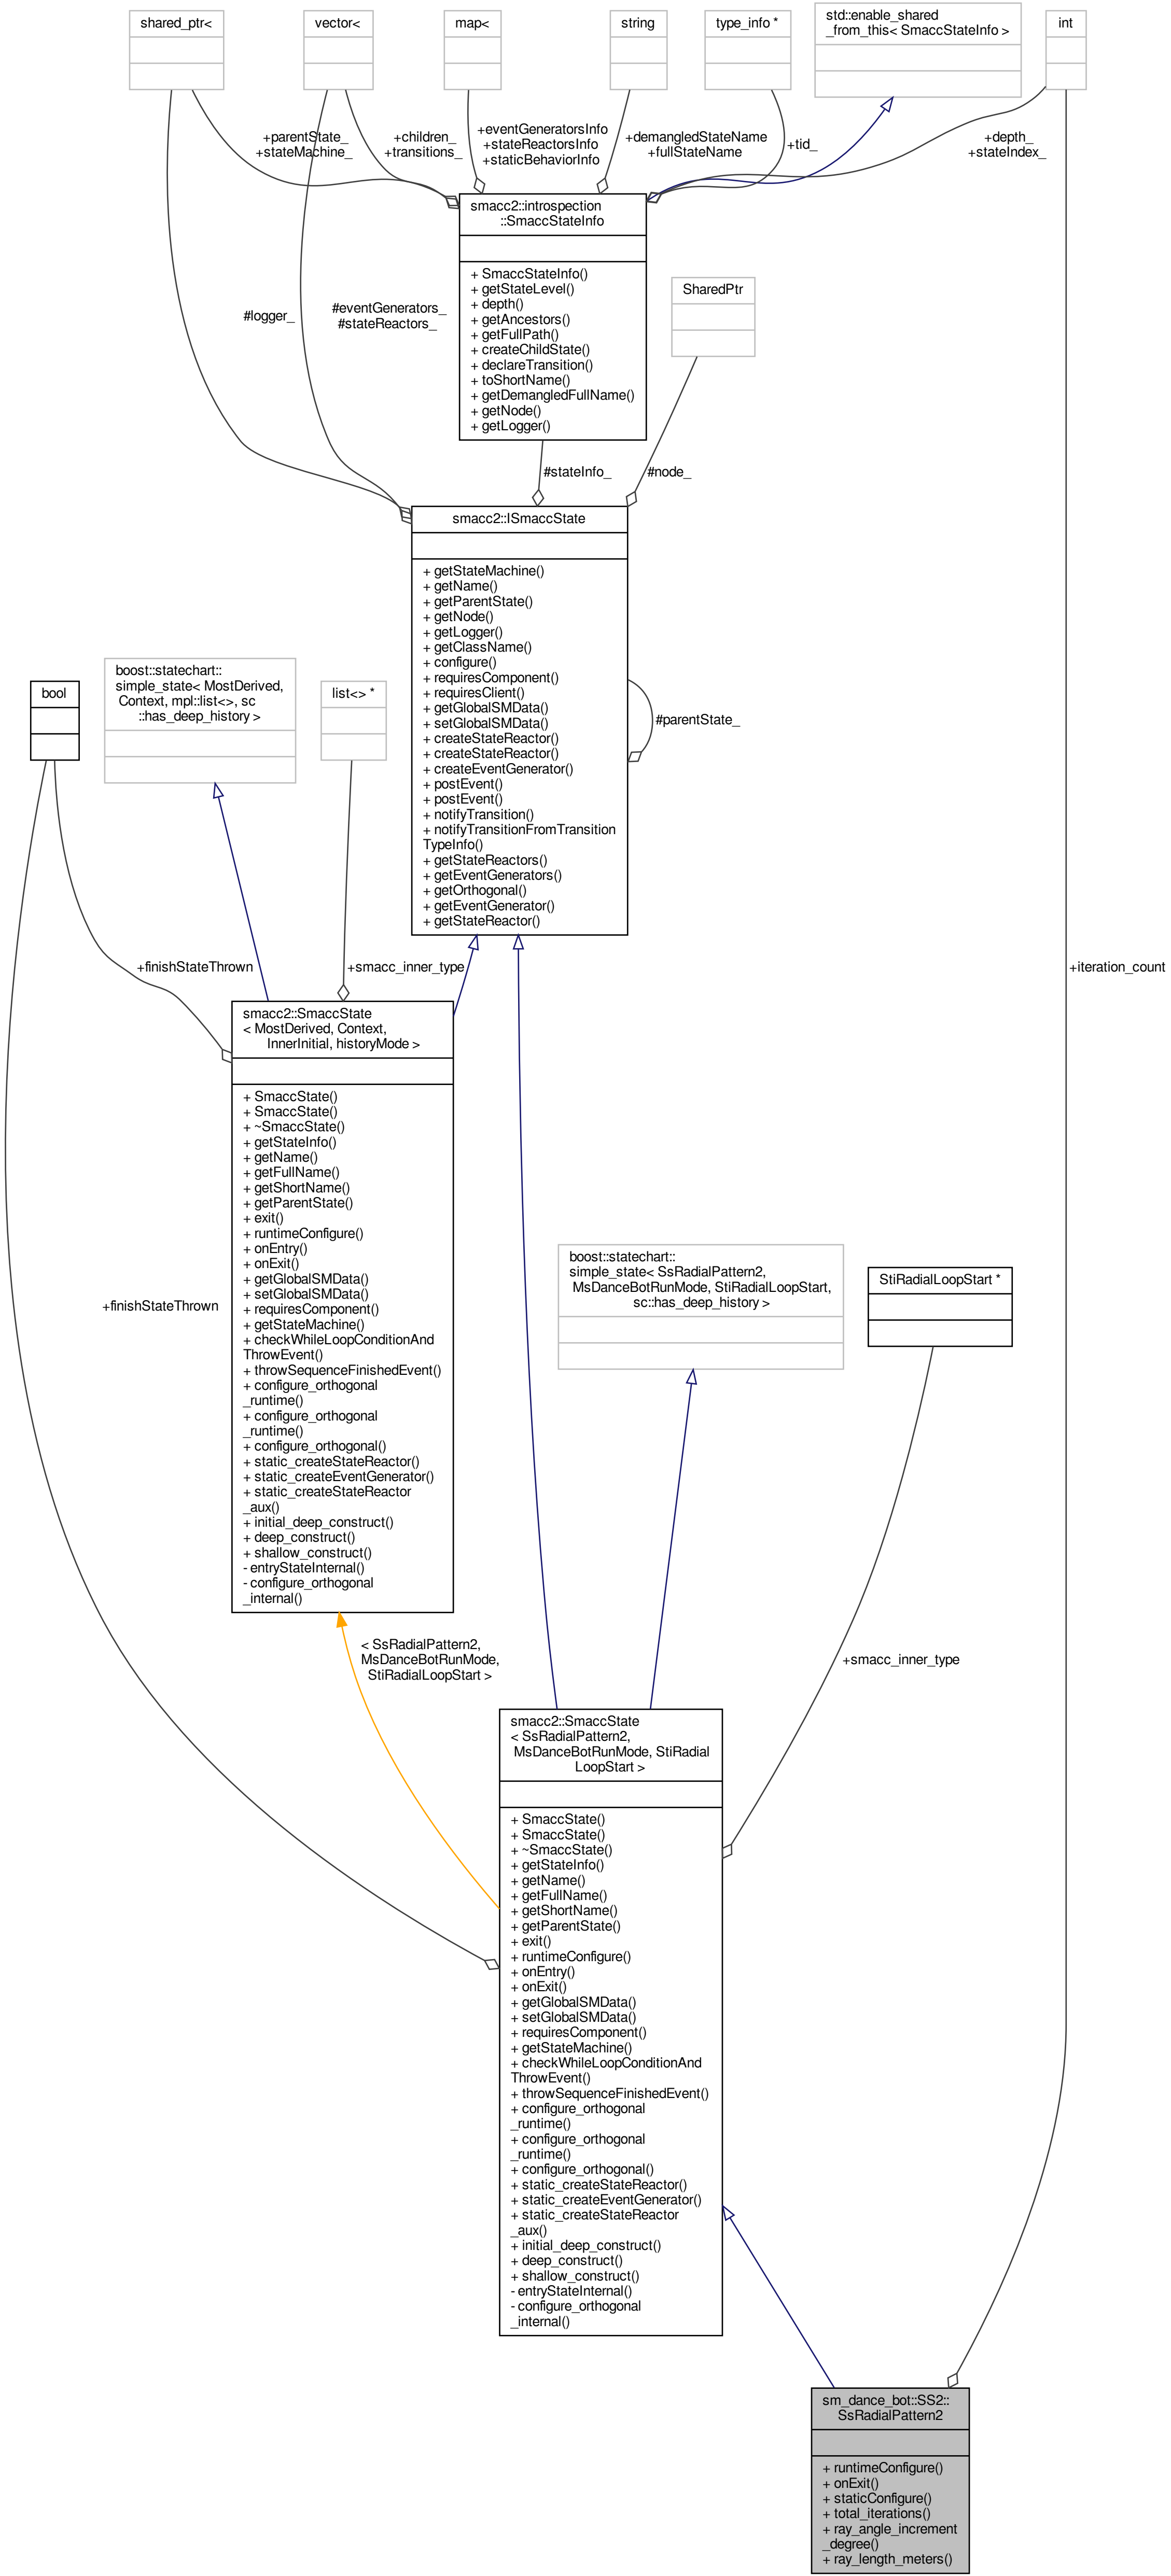 shared_ptr<
vector<
map<
string
type_info *
std::enable_shared
_from_this< SmaccStateInfo >
int
+parentState_
+stateMachine_
+children_
+transitions_
+eventGeneratorsInfo
+stateReactorsInfo
+staticBehaviorInfo
+demangledStateName
+fullStateName
+tid_
+depth_
+stateIndex_
smacc2::introspection
::SmaccStateInfo
+ SmaccStateInfo()
+ getStateLevel()
+ depth()
+ getAncestors()
+ getFullPath()
+ createChildState()
+ declareTransition()
+ toShortName()
+ getDemangledFullName()
+ getNode()
+ getLogger()
SharedPtr
#logger_
#eventGenerators_
#stateReactors_
#stateInfo_
#node_
smacc2::ISmaccState
+ getStateMachine()
+ getName()
+ getParentState()
+ getNode()
+ getLogger()
+ getClassName()
+ configure()
+ requiresComponent()
+ requiresClient()
+ getGlobalSMData()
+ setGlobalSMData()
+ createStateReactor()
+ createStateReactor()
+ createEventGenerator()
+ postEvent()
+ postEvent()
+ notifyTransition()
+ notifyTransitionFromTransition
TypeInfo()
+ getStateReactors()
+ getEventGenerators()
+ getOrthogonal()
+ getEventGenerator()
+ getStateReactor()
#parentState_
bool
boost::statechart::
simple_state< MostDerived,
Context, mpl::list<>, sc
::has_deep_history >
list<> *
+finishStateThrown
+smacc_inner_type
+iteration_count
smacc2::SmaccState
< MostDerived, Context,
InnerInitial, historyMode >
+ SmaccState()
+ SmaccState()
+ ~SmaccState()
+ getStateInfo()
+ getName()
+ getFullName()
+ getShortName()
+ getParentState()
+ exit()
+ runtimeConfigure()
+ onEntry()
+ onExit()
+ getGlobalSMData()
+ setGlobalSMData()
+ requiresComponent()
+ getStateMachine()
+ checkWhileLoopConditionAnd
ThrowEvent()
+ throwSequenceFinishedEvent()
+ configure_orthogonal
_runtime()
+ configure_orthogonal
_runtime()
+ configure_orthogonal()
+ static_createStateReactor()
+ static_createEventGenerator()
+ static_createStateReactor
_aux()
+ initial_deep_construct()
+ deep_construct()
+ shallow_construct()
- entryStateInternal()
- configure_orthogonal
_internal()
+finishStateThrown
boost::statechart::
simple_state< SsRadialPattern2,
MsDanceBotRunMode, StiRadialLoopStart,
sc::has_deep_history >
StiRadialLoopStart *
< SsRadialPattern2,
MsDanceBotRunMode,
StiRadialLoopStart >
+smacc_inner_type
smacc2::SmaccState
< SsRadialPattern2,
MsDanceBotRunMode, StiRadial
LoopStart >
+ SmaccState()
+ SmaccState()
+ ~SmaccState()
+ getStateInfo()
+ getName()
+ getFullName()
+ getShortName()
+ getParentState()
+ exit()
+ runtimeConfigure()
+ onEntry()
+ onExit()
+ getGlobalSMData()
+ setGlobalSMData()
+ requiresComponent()
+ getStateMachine()
+ checkWhileLoopConditionAnd
ThrowEvent()
+ throwSequenceFinishedEvent()
+ configure_orthogonal
_runtime()
+ configure_orthogonal
_runtime()
+ configure_orthogonal()
+ static_createStateReactor()
+ static_createEventGenerator()
+ static_createStateReactor
_aux()
+ initial_deep_construct()
+ deep_construct()
+ shallow_construct()
- entryStateInternal()
- configure_orthogonal
_internal()
sm_dance_bot::SS2::
SsRadialPattern2
+ runtimeConfigure()
+ onExit()
+ staticConfigure()
+ total_iterations()
+ ray_angle_increment
_degree()
+ ray_length_meters()